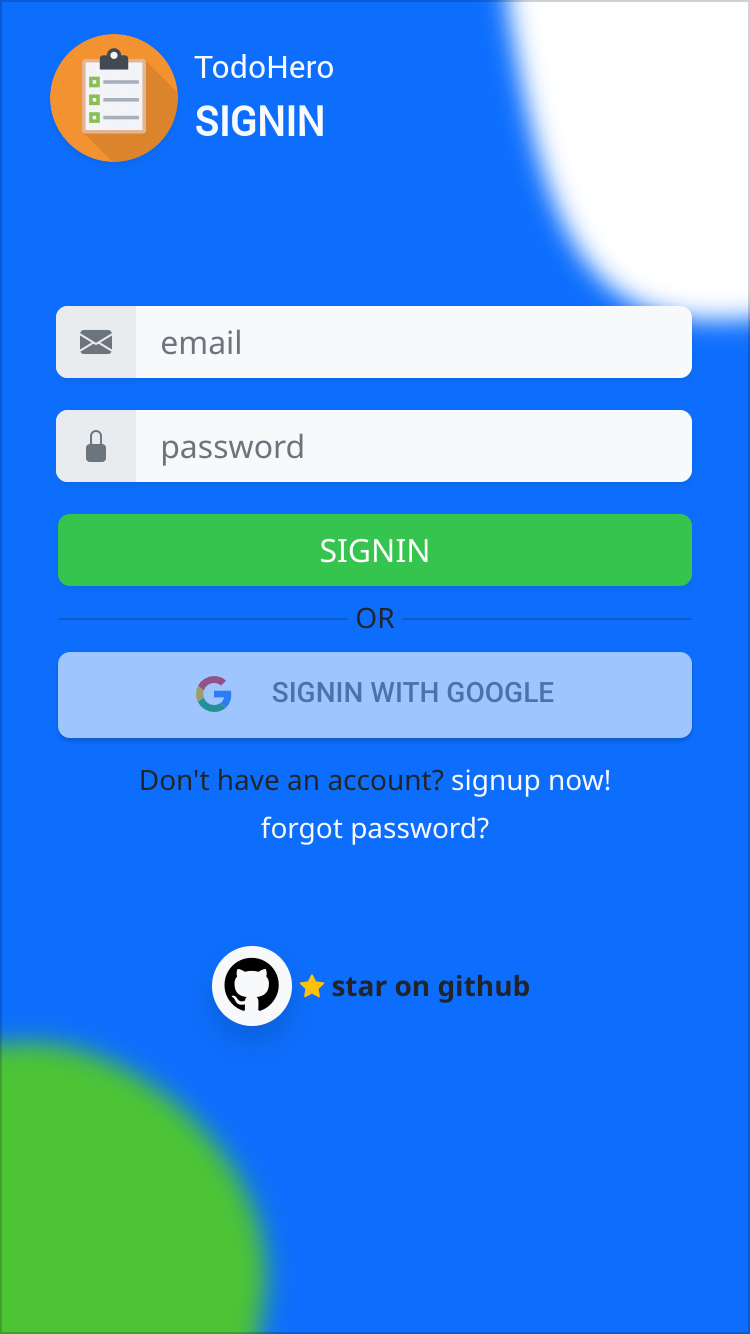 TodoHero
SIGNIN
email
password
SIGNIN
OR
SIGNIN WITH GOOGLE
Don't have an account? signup now!
forgot password?
star on github